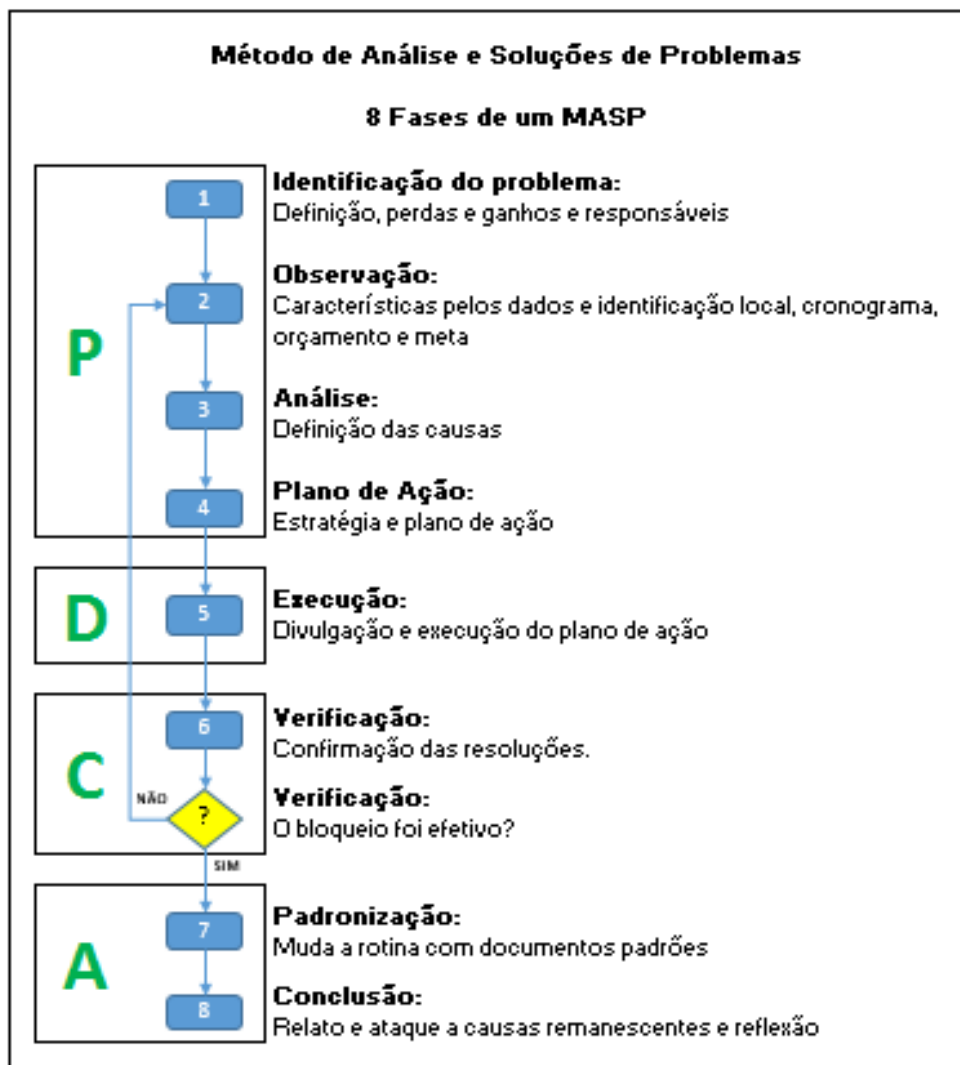 Método de Análise e Soluções de Problemas
8 Fases de um MASP
P
1
Identificação do problema:
Definição, perdas e ganhos e responsáveis
2
Observação:
Características pelos dados e identificação local, cronograma,
orçamento e meta
3
Análise:
Definição das causas
4
Plano de Ação:
Estratégia e plano de ação
D
5
Execução:
Divulgação e execução do plano de ação
C
6
Verificação:
Confirmação das resoluções.
NÃO
?
Verificação:
O bloqueio foi efetivo?
SIM
A
7
Padronização:
Muda a rotina com documentos padrões
8
Conclusão:
Relato e ataque a causas remanescentes e reflexão